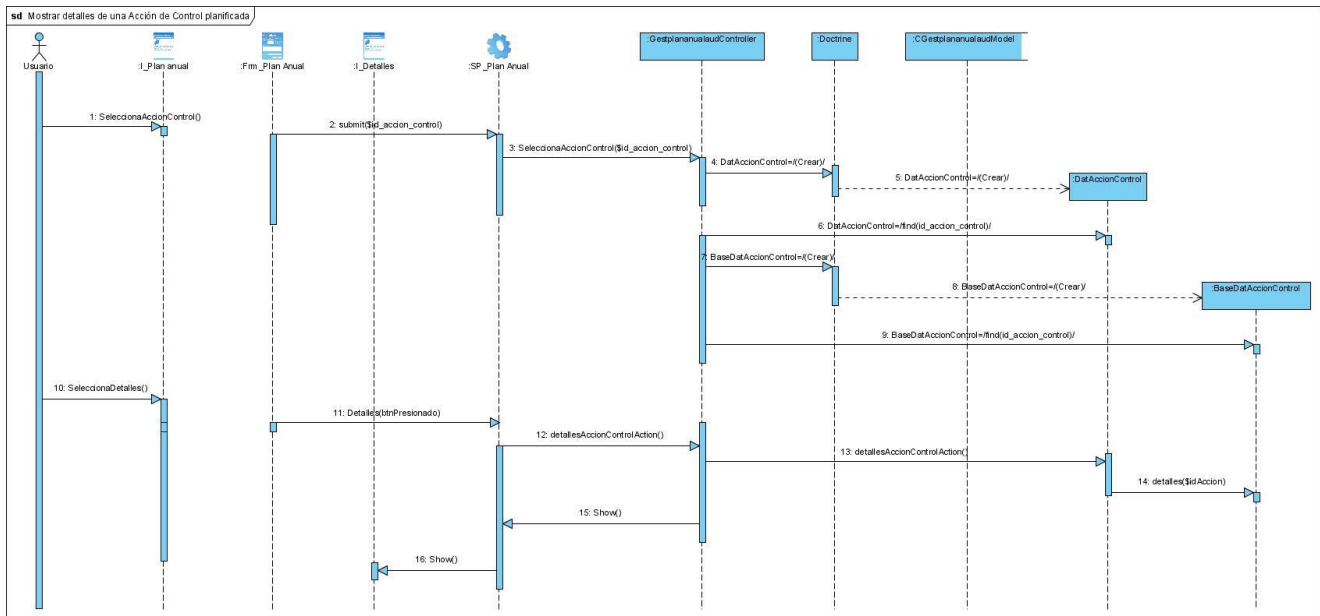 sd Mostrar detalles de una Acción de Control planificada
Usuario
:I_Plan anual
:Frm_Plan Anual
:I_Detalles
:SP_Plan Anual
:GestplananualaudController
:Doctrine
:CGestplananualaudModel
1: SeleccionaAccionControl()
2: submit($id_accion_control)
3: SeleccionaAccionControl($id_accion_control)
4: DatAccionControl=/(Crear)/
5: DatAccionControl=/(Crear)/
:DatAccionControl
6: DatAccionControl=/find(id_accion_control)/
7: BaseDatAccionControl=/(Crear)/
8: BaseDatAccionControl=/(Crear)/
:BaseDatAccionControl
9: BaseDatAccionControl=/find(id_accion_control)/
10: SeleccionaDetalles()
11: Detalles(btnPresionado)
12: detallesAccionControlAction()
13: detallesAccionControlAction()
14: detalles($idAccion)
15: Show()
16: Show()